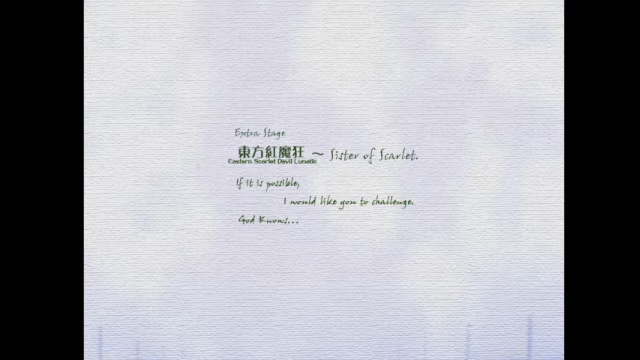 Extra Stage
東方紅魔狂 ～ Sister of Scarlet.
Eastern Scarlet Devil Lunatic
If it is possible,
I would like you to challenge.
God Knows...